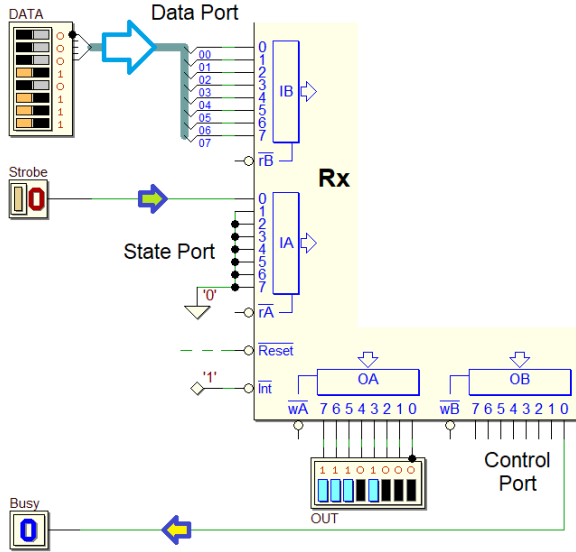 DATA
Data Port
0
0
0
1
0
1
1
1
00
01
02
03
04
05
06
07
0
1
2
3
4
5
6
7
IB
rB
Rx
Strobe
0
0
1
2
3
4
5
6
7
IA
State Port
'0'
rA
Reset
'1'
Int
OA
OB
wA
7 6 5 4 3 2 1 0
wB
7 6 5 4 3 2 1 0
1 1 1 0 1 0 0 0
Control
Port
OUT
Busy
0